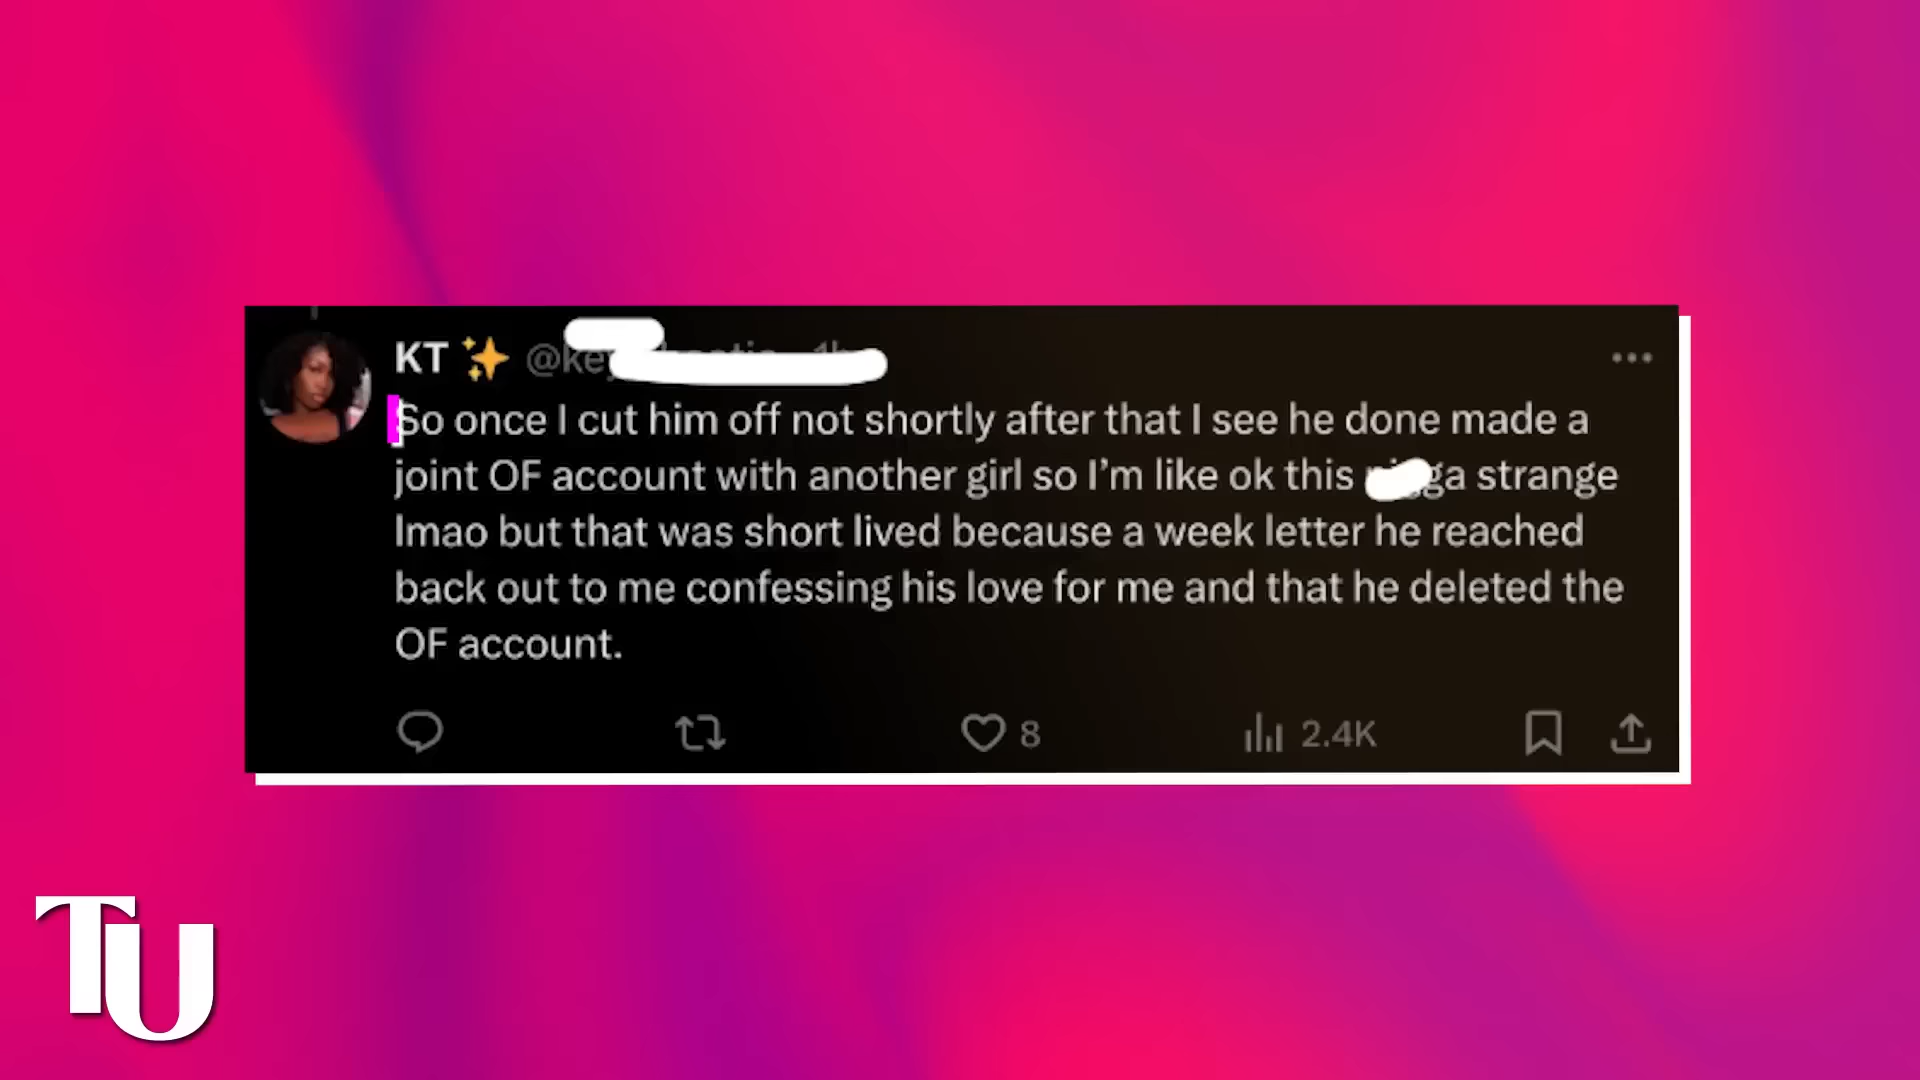 KT ✨ @key
So once I cut him off not shortly after that I see he done made a
joint OF account with another girl so I'm like ok this strange
lmao but that was short lived because a week letter he reached
back out to me confessing his love for me and that he deleted the
OF account.
8 2.4K
TU